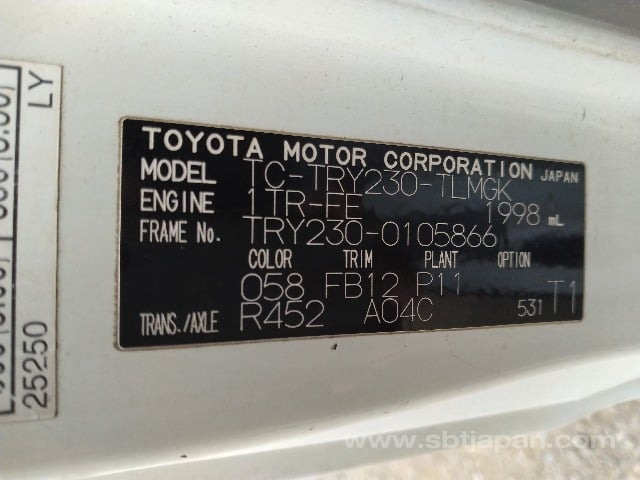 LY
25250
TOYOTA MOTOR CORPORATION JAPAN
MODEL TC-TRY230-TLMGK
ENGINE 1TR-FE 1998 mL
FRAME No. TRY230-0105866
COLOR TRIM PLANT OPTION
058 FB12 P11
TRANS./AXLE R452 A04C 531 T1
www.sbtjapan.com